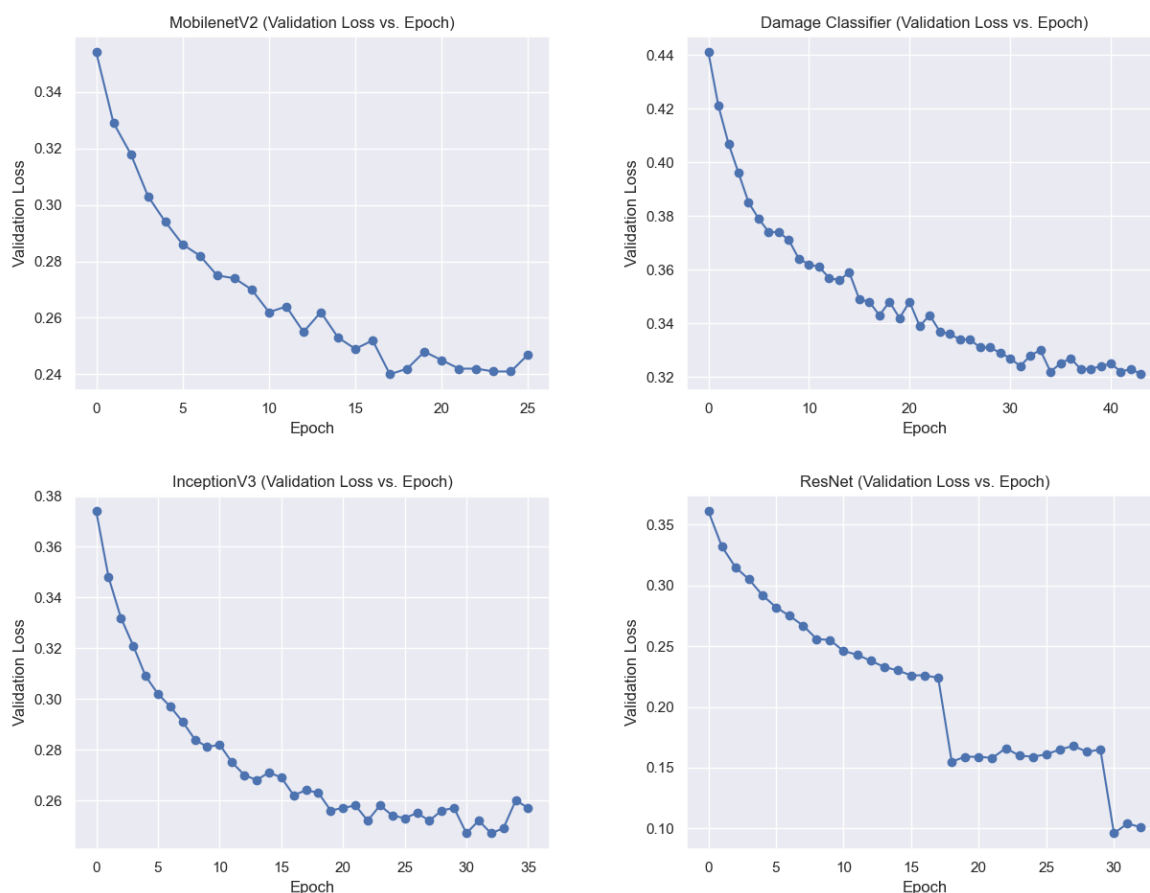 MobilenetV2 (Validation Loss vs. Epoch)
0.34
0.32
0.30
0.28
0.26
0.24
Validation Loss
0 5 10 15 20 25
Epoch
Damage Classifier (Validation Loss vs. Epoch)
0.44
0.42
0.40
0.38
0.36
0.34
0.32
Validation Loss
0 10 20 30 40
Epoch
InceptionV3 (Validation Loss vs. Epoch)
0.38
0.36
0.34
0.32
0.30
0.28
0.26
Validation Loss
0 5 10 15 20 25 30 35
Epoch
ResNet (Validation Loss vs. Epoch)
0.35
0.30
0.25
0.20
0.15
0.10
Validation Loss
0 5 10 15 20 25 30
Epoch